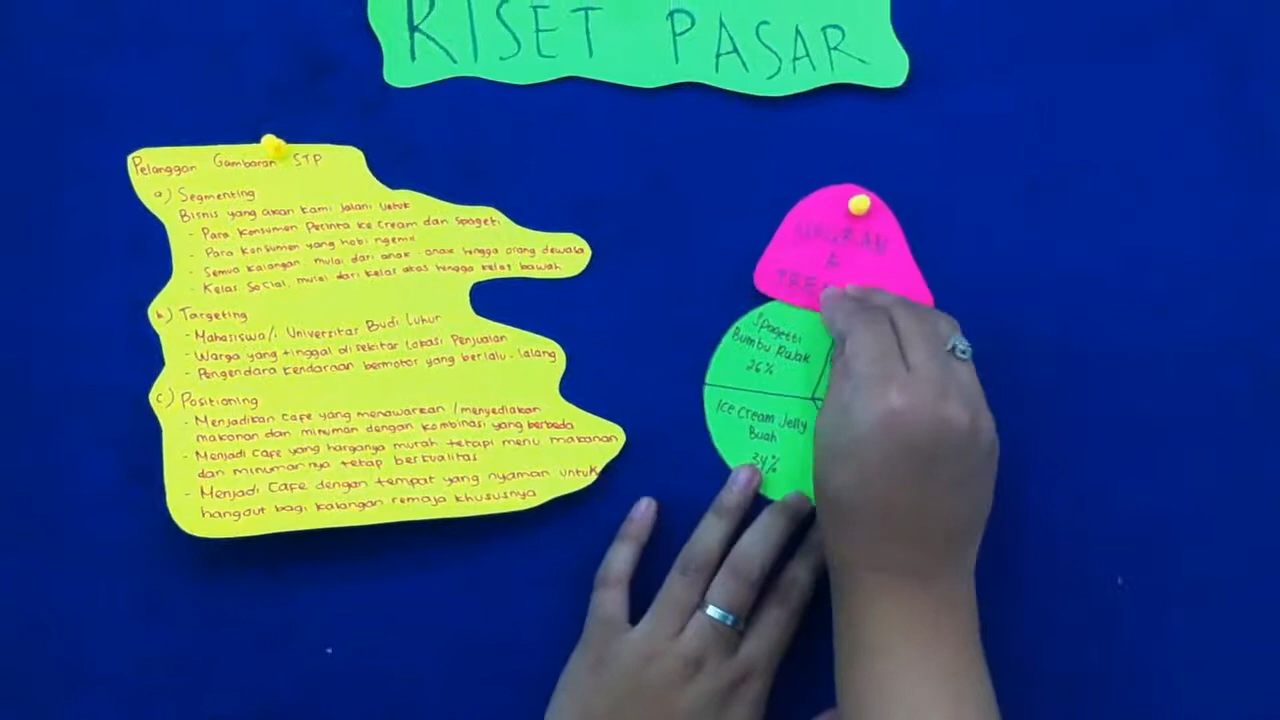 RISET PASAR
Pelanggan Gambaran STP
a) Segmenting
Bisnis yang akan kami jalani untuk
- Para konsumen Pecinta Ice Cream dan Spageti
- Para konsumen yang hobi ngemil
- Semua kalangan, mulai dari anak-anak hingga orang dewasa
- Kelas Social, mulai dari kelas atas hingga kelas bawah
b.) Targeting
- Mahasiswa/i Universitas Budi Luhur
- Warga yang tinggal disekitar Lokasi Penjualan
- Pengendara kendaraan bermotor yang berlalu-lalang
c.) Positioning
- Menjadikan cafe yang menawarkan /menyediakan
makanan dan minuman dengan kombinasi yang berbeda
- Menjadi cafe yang harganya murah tetapi menu makanan
dan minumannya tetap berkualitas
- Menjadi Cafe dengan tempat yang nyaman untuk
hangout bagi kalangan remaja khususnya
&
Spagetti
Bumbu Rujak
26%
Ice Cream Jelly
Buah
34%